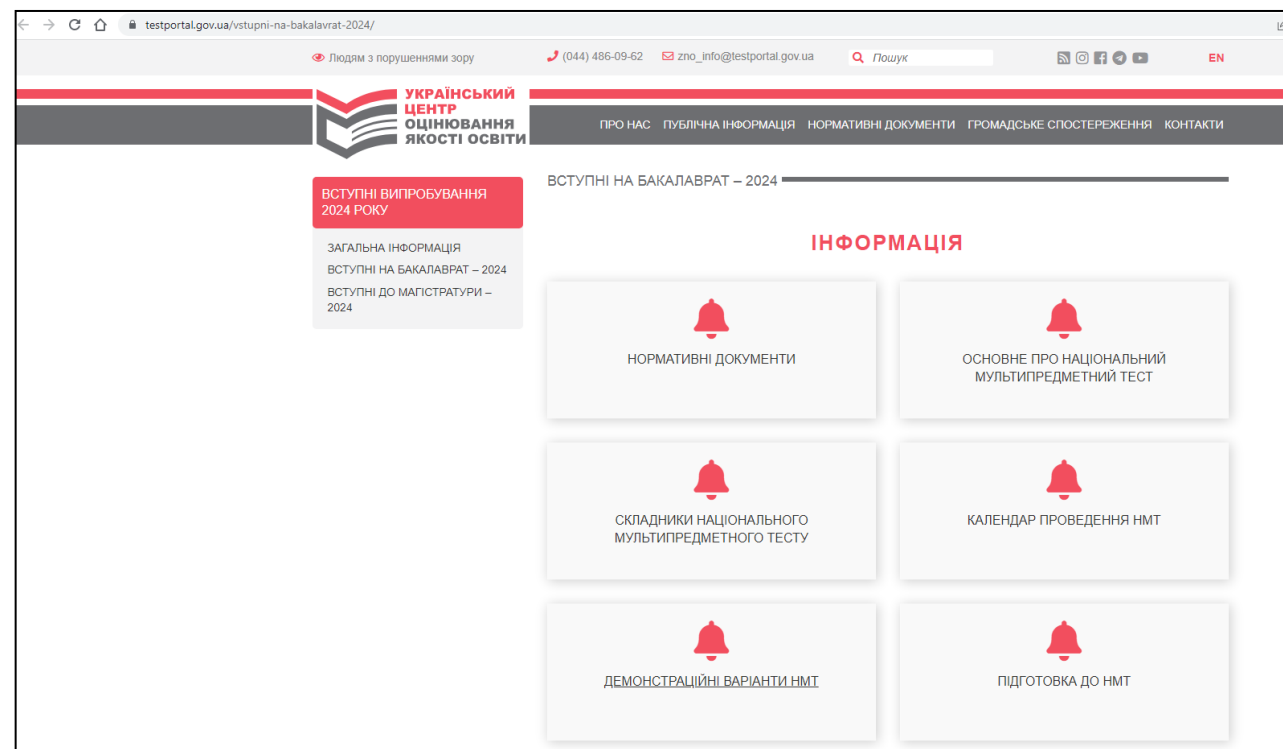 testportal.gov.ua/vstupni-na-bakalavrat-2024/
Людям з порушеннями зору
(044) 486-09-62
zno_info@testportal.gov.ua
Пошук
EN
УКРАЇНСЬКИЙ
ЦЕНТР
ОЦІНЮВАННЯ
ЯКОСТІ ОСВІТИ
ПРО НАС ПУБЛІЧНА ІНФОРМАЦІЯ НОРМАТИВНІ ДОКУМЕНТИ ГРОМАДСЬКЕ СПОСТЕРЕЖЕННЯ КОНТАКТИ
ВСТУПНІ ВИПРОБУВАННЯ
2024 РОКУ
ЗАГАЛЬНА ІНФОРМАЦІЯ
ВСТУПНІ НА БАКАЛАВРАТ – 2024
ВСТУПНІ ДО МАГІСТРАТУРИ –
2024
ВСТУПНІ НА БАКАЛАВРАТ – 2024
ІНФОРМАЦІЯ
НОРМАТИВНІ ДОКУМЕНТИ
ОСНОВНЕ ПРО НАЦІОНАЛЬНИЙ
МУЛЬТИПРЕДМЕТНИЙ ТЕСТ
СКЛАДНИКИ НАЦІОНАЛЬНОГО
МУЛЬТИПРЕДМЕТНОГО ТЕСТУ
КАЛЕНДАР ПРОВЕДЕННЯ НМТ
ДЕМОНСТРАЦІЙНІ ВАРІАНТИ НМТ
ПІДГОТОВКА ДО НМТ